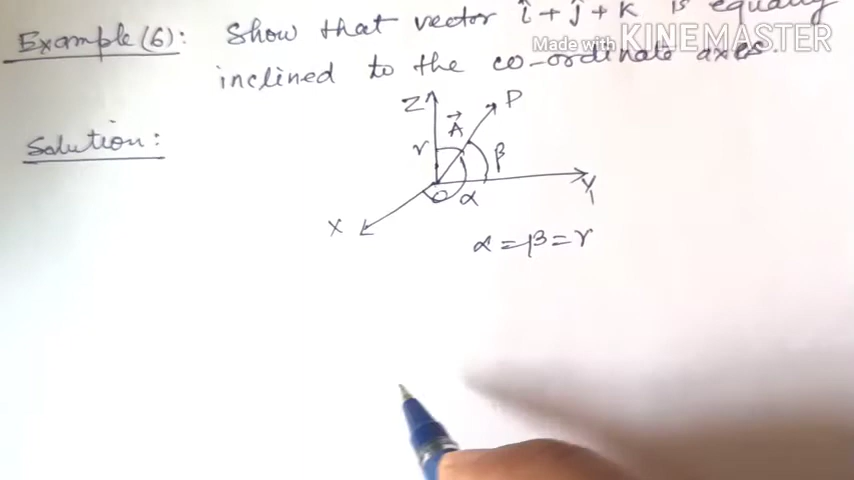 Example(6): Show that vector î + ĵ + k is equally
inclined to the co-ordinate axes.
Made with KINEMASTER
Solution:
Z P
A⃗
γ β
O α Y
X
α = β = γ